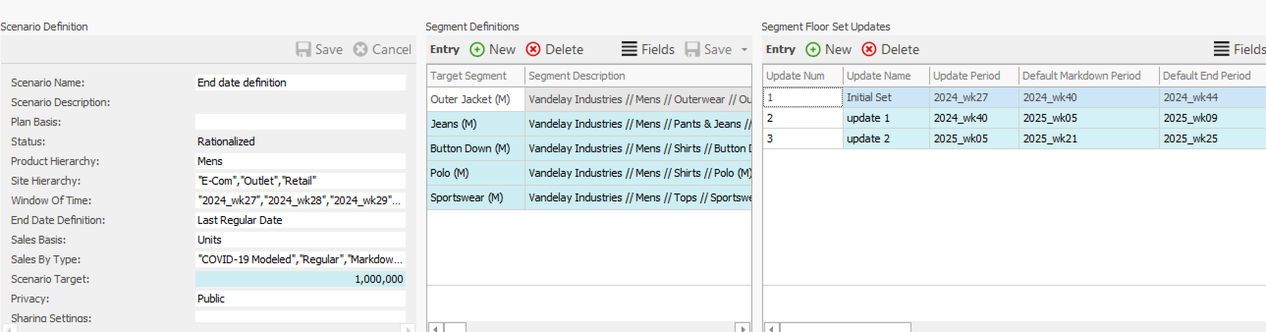 Scenario Definition
Save Cancel
Scenario Name: End date definition
Scenario Description:
Plan Basis:
Status: Rationalized
Product Hierarchy: Mens
Site Hierarchy: "E-Com","Outlet","Retail"
Window Of Time: "2024_wk27","2024_wk28","2024_wk29"...
End Date Definition: Last Regular Date
Sales Basis: Units
Sales By Type: "COVID-19 Modeled","Regular","Markdow...
Scenario Target: 1,000,000
Privacy: Public
Sharing Settings:
Segment Definitions
Entry New Delete Fields Save
Target Segment Segment Description
Outer Jacket (M) Vandelay Industries // Mens // Outerwear // Ou
Jeans (M) Vandelay Industries // Mens // Pants & Jeans //
Button Down (M) Vandelay Industries // Mens // Shirts // Button D
Polo (M) Vandelay Industries // Mens // Shirts // Polo (M)
Sportswear (M) Vandelay Industries // Mens // Tops // Sportswe
Segment Floor Set Updates
Entry New Delete Fields
Update Num Update Name Update Period Default Markdown Period Default End Period
1 Initial Set 2024_wk27 2024_wk40 2024_wk44
2 update 1 2024_wk40 2025_wk05 2025_wk09
3 update 2 2025_wk05 2025_wk21 2025_wk25